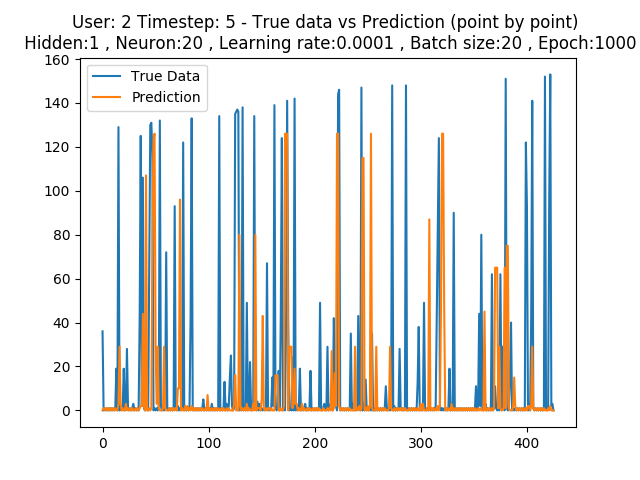 User: 2 Timestep: 5 - True data vs Prediction (point by point)
Hidden:1 , Neuron:20 , Learning rate:0.0001 , Batch size:20 , Epoch:1000
160
True Data
Prediction
140
120
100
80
60
40
20
0
0 100 200 300 400